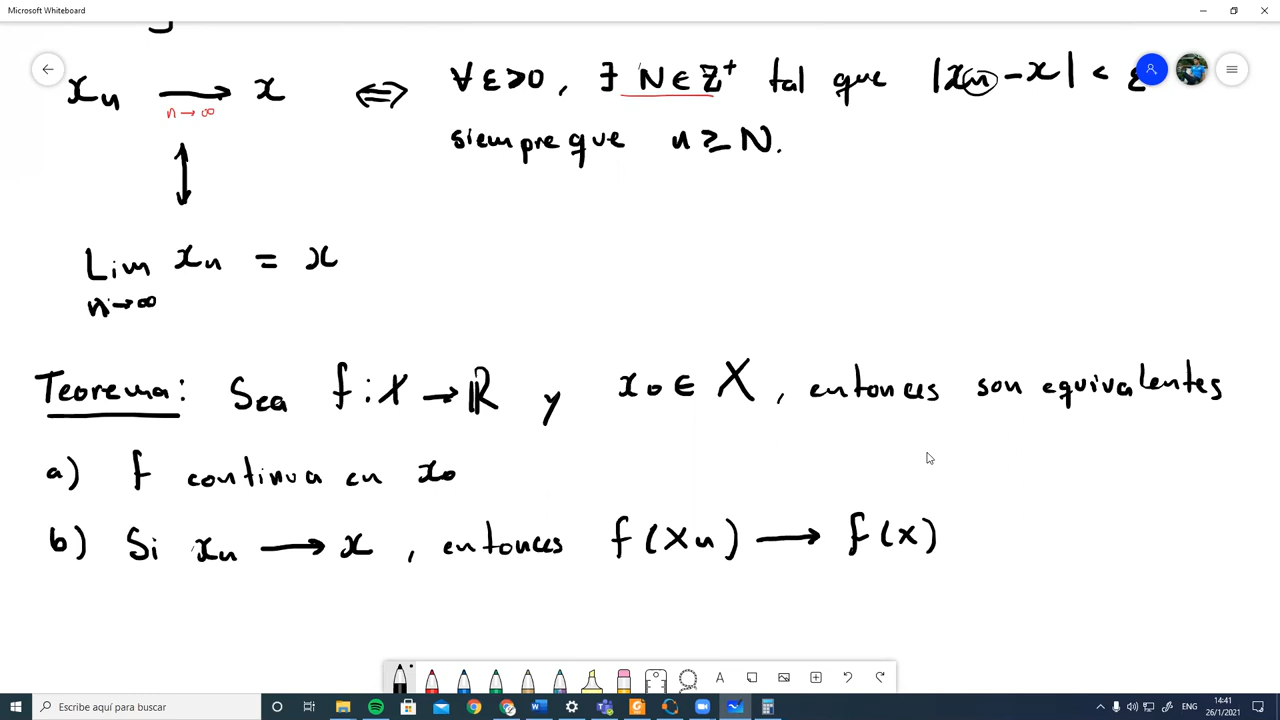 Microsoft Whiteboard
xₙ ⟶ x ⟺ ∀ε>0, ∃ N∈ℤ⁺ tal que |xₙ - x| < ε
n→∞
siempre que n ≥ N.
↕
Lim xₙ = x
n→∞
Teorema: Sea f: X → ℝ y x₀ ∈ X, entonces son equivalentes
a) f continua en x₀
b) Si xₙ ⟶ x, entonces f(xₙ) ⟶ f(x)
A
Escribe aquí para buscar
ENG
14:41
26/1/2021